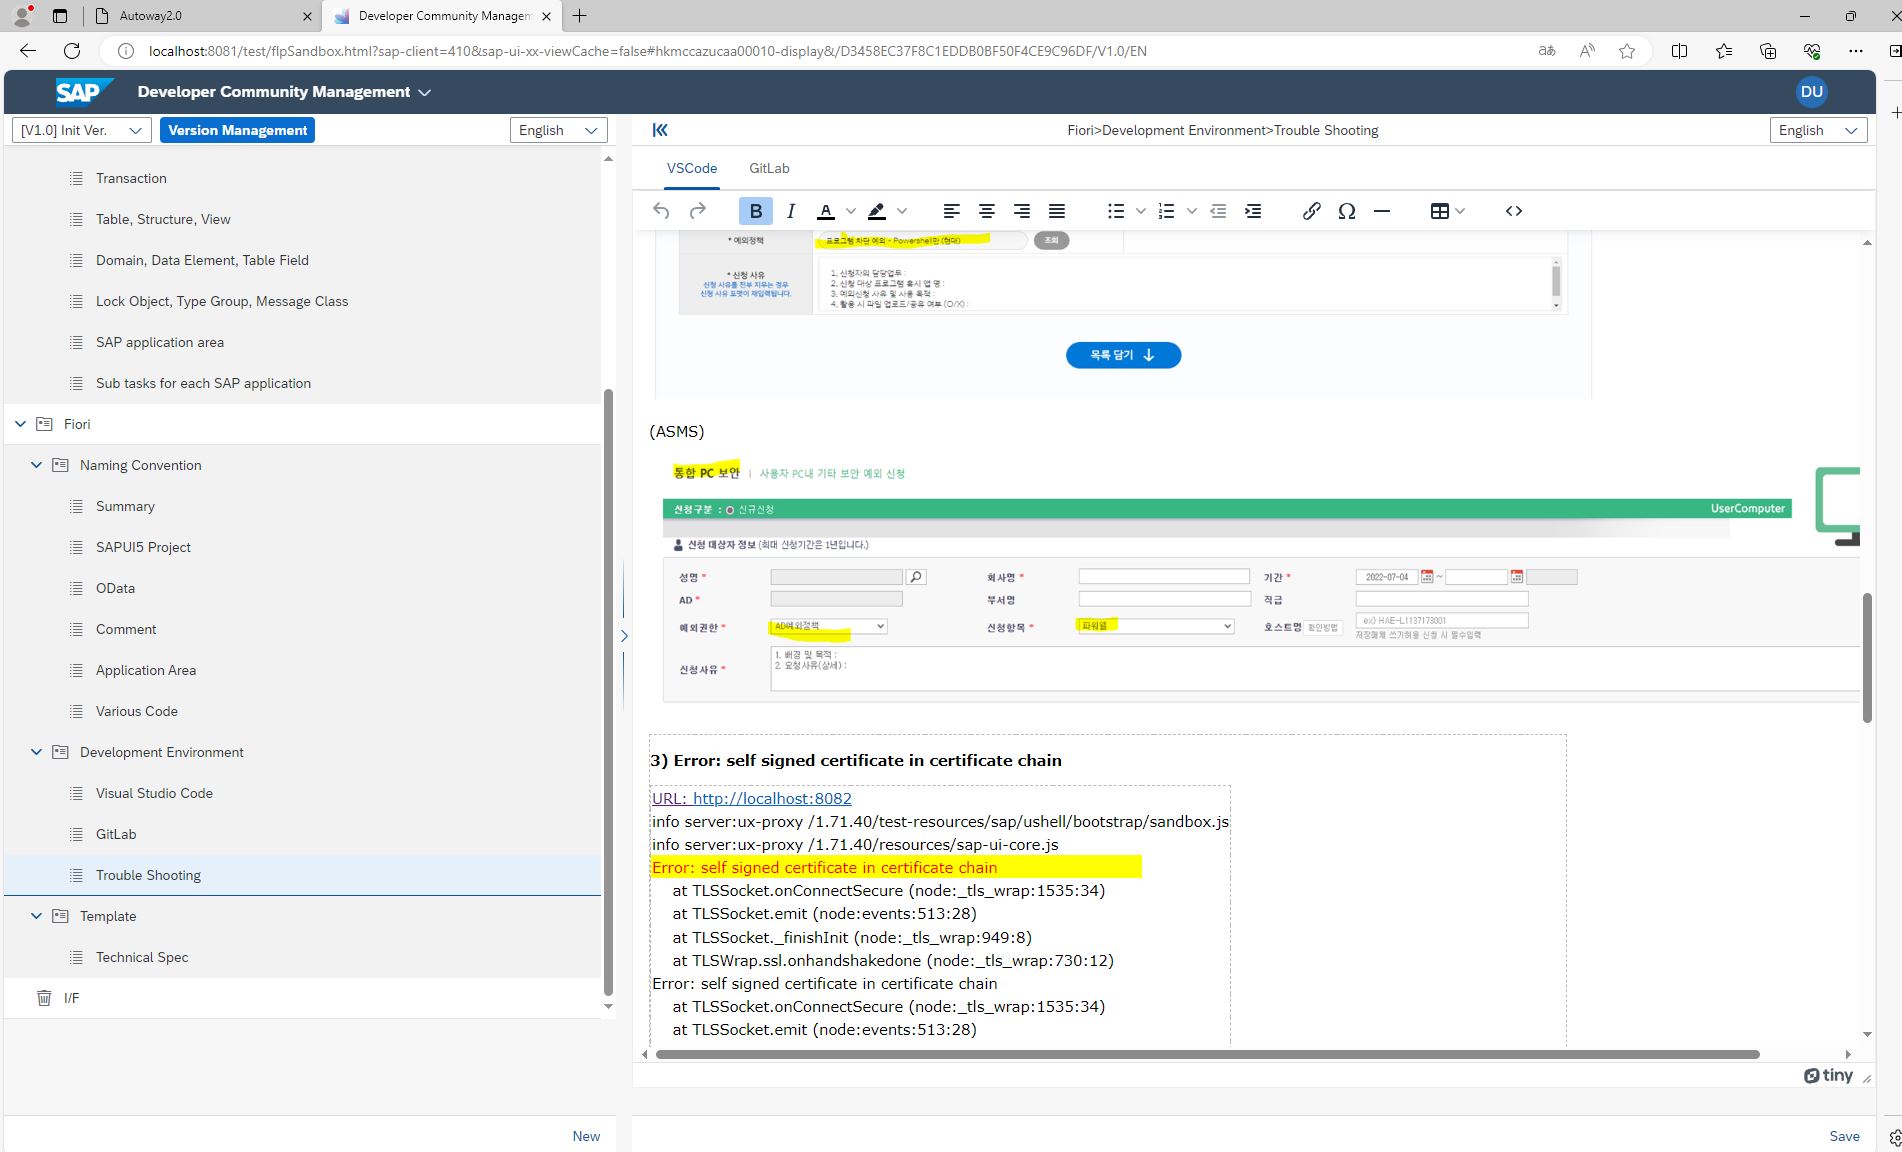 Autoway2.0
Developer Community Managem
localhost:8081/test/flpSandbox.html?sap-client=410&sap-ui-xx-viewCache=false#hkmccazucaa00010-display&/D3458EC37F8C1EDDB0BF50F4CE9C96DF/V1.0/EN
SAP
Developer Community Management
DU
[V1.0] Init Ver.
Version Management
English
Transaction
Table, Structure, View
Domain, Data Element, Table Field
Lock Object, Type Group, Message Class
SAP application area
Sub tasks for each SAP application
Fiori
Naming Convention
Summary
SAPUI5 Project
OData
Comment
Application Area
Various Code
Development Environment
Visual Studio Code
GitLab
Trouble Shooting
Template
Technical Spec
I/F
New
Fiori>Development Environment>Trouble Shooting
English
VSCode
GitLab
* 예외정책
프로그램 차단 예외 - Powershell만 (현대)
조회
* 신청 사유
신청 사유를 전부 지우는 경우
신청 사유 포맷이 재입력됩니다.
1. 신청자의 담당업무 :
2. 신청 대상 프로그램 혹시 앱 명 :
3. 예외신청 사유 및 사용 목적 :
4. 활용 시 파일 업로드/공유 여부 (O/X) :
목록 담기
(ASMS)
통합 PC 보안 | 사용자 PC내 기타 보안 예외 신청
신청구분 : 신규신청
UserComputer
신청 대상자 정보 (최대 신청기간은 1년입니다.)
성명 *
회사명 *
기간 *
2022-07-04
~
AD *
부서명
직급
예외권한 *
AD예외정책
신청항목 *
파워쉘
호스트명
확인방법
ex) HAE-L1137173001
저장매체 쓰기허용 신청 시 필수입력
신청사유 *
1. 배경 및 목적 :
2. 요청사유(상세) :
3) Error: self signed certificate in certificate chain
URL: http://localhost:8082
info server:ux-proxy /1.71.40/test-resources/sap/ushell/bootstrap/sandbox.js
info server:ux-proxy /1.71.40/resources/sap-ui-core.js
Error: self signed certificate in certificate chain
at TLSSocket.onConnectSecure (node:_tls_wrap:1535:34)
at TLSSocket.emit (node:events:513:28)
at TLSSocket._finishInit (node:_tls_wrap:949:8)
at TLSWrap.ssl.onhandshakedone (node:_tls_wrap:730:12)
Error: self signed certificate in certificate chain
at TLSSocket.onConnectSecure (node:_tls_wrap:1535:34)
at TLSSocket.emit (node:events:513:28)
tiny
Save